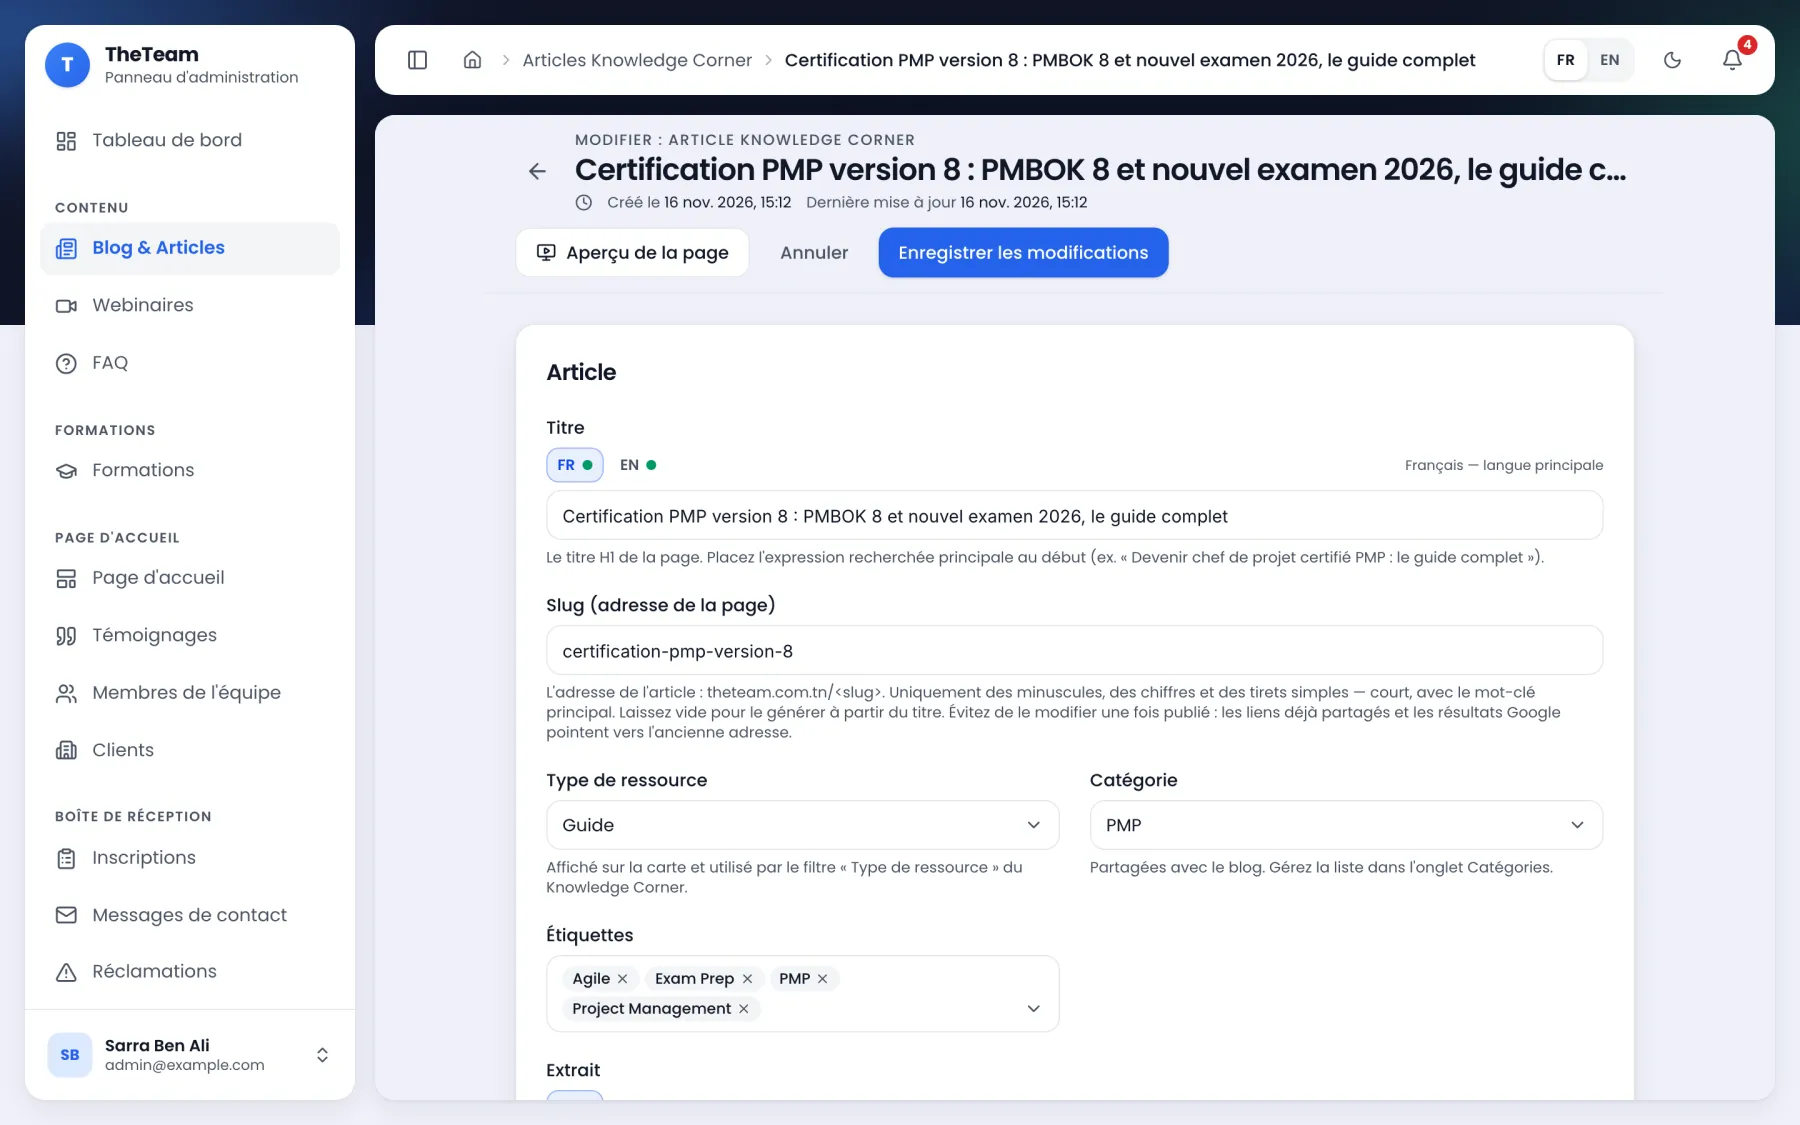 T
TheTeam
Panneau d'administration
Tableau de bord
CONTENU
Blog & Articles
Webinaires
FAQ
FORMATIONS
Formations
PAGE D'ACCUEIL
Page d'accueil
Témoignages
Membres de l'équipe
Clients
BOÎTE DE RÉCEPTION
Inscriptions
Messages de contact
Réclamations
SB
Sarra Ben Ali
admin@example.com
Articles Knowledge Corner
Certification PMP version 8 : PMBOK 8 et nouvel examen 2026, le guide complet
FR
EN
4
MODIFIER : ARTICLE KNOWLEDGE CORNER
Certification PMP version 8 : PMBOK 8 et nouvel examen 2026, le guide c...
Créé le 16 nov. 2026, 15:12 Dernière mise à jour 16 nov. 2026, 15:12
Aperçu de la page
Annuler
Enregistrer les modifications
Article
Titre
FR
EN
Français — langue principale
Certification PMP version 8 : PMBOK 8 et nouvel examen 2026, le guide complet
Le titre H1 de la page. Placez l'expression recherchée principale au début (ex. « Devenir chef de projet certifié PMP : le guide complet »).
Slug (adresse de la page)
certification-pmp-version-8
L'adresse de l'article : theteam.com.tn/<slug>. Uniquement des minuscules, des chiffres et des tirets simples — court, avec le mot-clé
principal. Laissez vide pour le générer à partir du titre. Évitez de le modifier une fois publié : les liens déjà partagés et les résultats Google
pointent vers l'ancienne adresse.
Type de ressource
Guide
Affiché sur la carte et utilisé par le filtre « Type de ressource » du
Knowledge Corner.
Catégorie
PMP
Partagées avec le blog. Gérez la liste dans l'onglet Catégories.
Étiquettes
Agile
Exam Prep
PMP
Project Management
Extrait